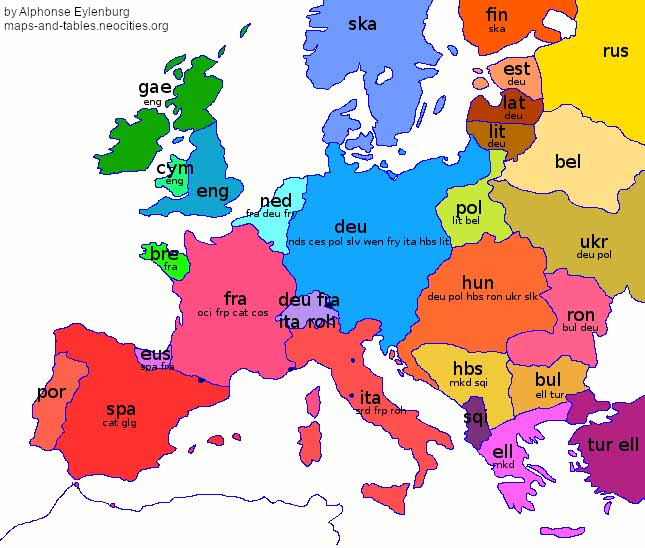 by Alphonse Eylenburg
maps-and-tables.neocities.org
ska
fin
ska
rus
gae
eng
est
deu
lat
deu
lit
deu
cym
eng
eng
bel
ned
fra deu fry
deu
nds ces pol slv wen fry ita hbs lit
pol
lit bel
ukr
deu pol
bre
fra
fra
oci frp cat cos
deu fra
ita roh
hun
deu pol hbs ron ukr slk
ron
bul deu
eus
spa fra
por
spa
cat glg
ita
srd frp roh
hbs
mkd sqi
bul
ell tur
sqi
ell
mkd
tur ell